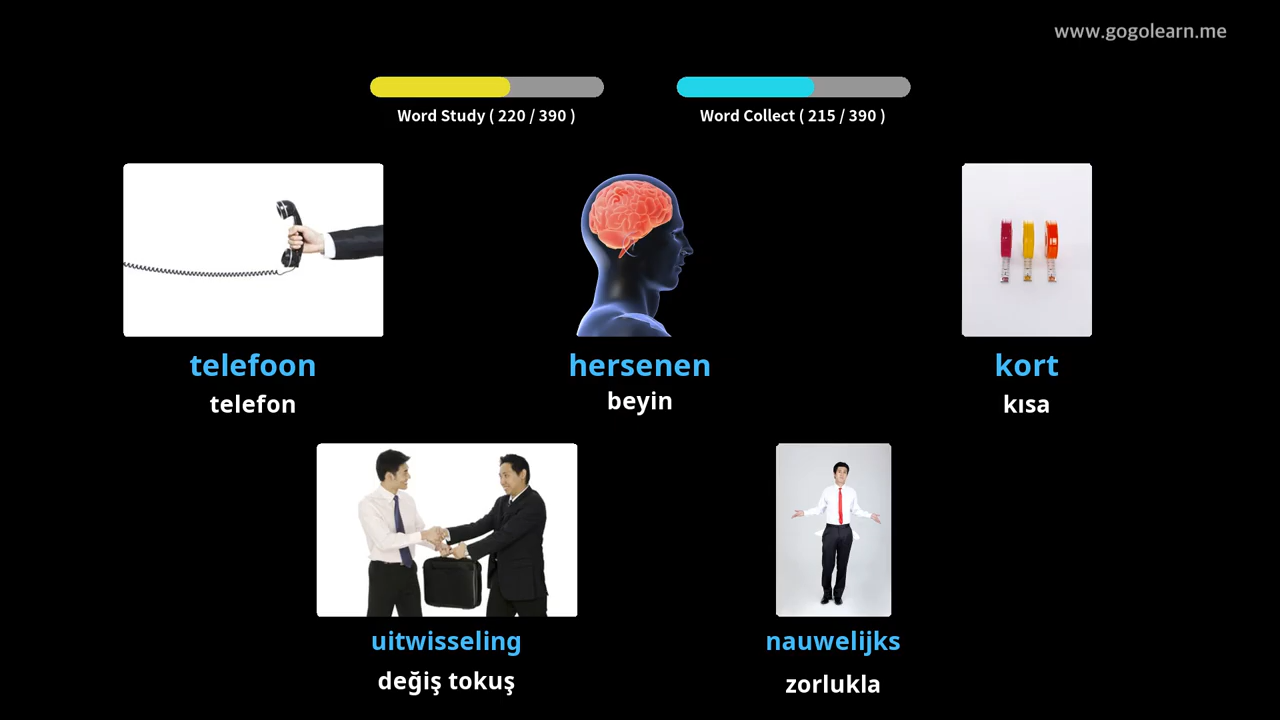 www.gogolearn.me
Word Study ( 220 / 390 )
Word Collect ( 215 / 390 )
telefoon
telefon
hersenen
beyin
kort
kısa
uitwisseling
değiş tokuş
nauwelijks
zorlukla